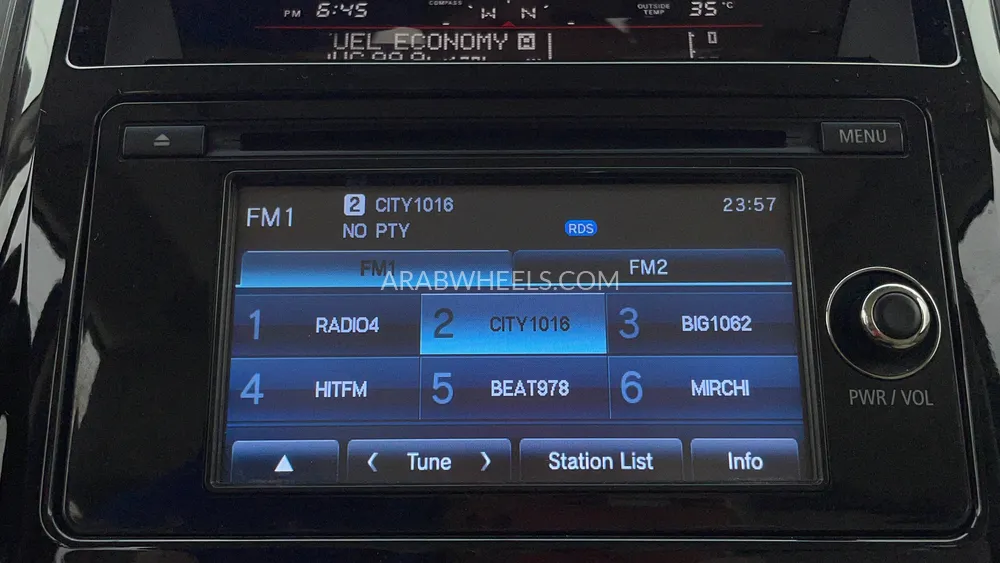 PM 6:45 COMPASS W N OUTSIDE TEMP 35°C
FUEL ECONOMY
MENU
FM1 2 CITY1016 23:57
NO PTY RDS
FM1 FM2
ARABWHEELS.COM
1 RADIO4 2 CITY1016 3 BIG1062
4 HITFM 5 BEAT978 6 MIRCHI
PWR / VOL
▲ < Tune > Station List Info